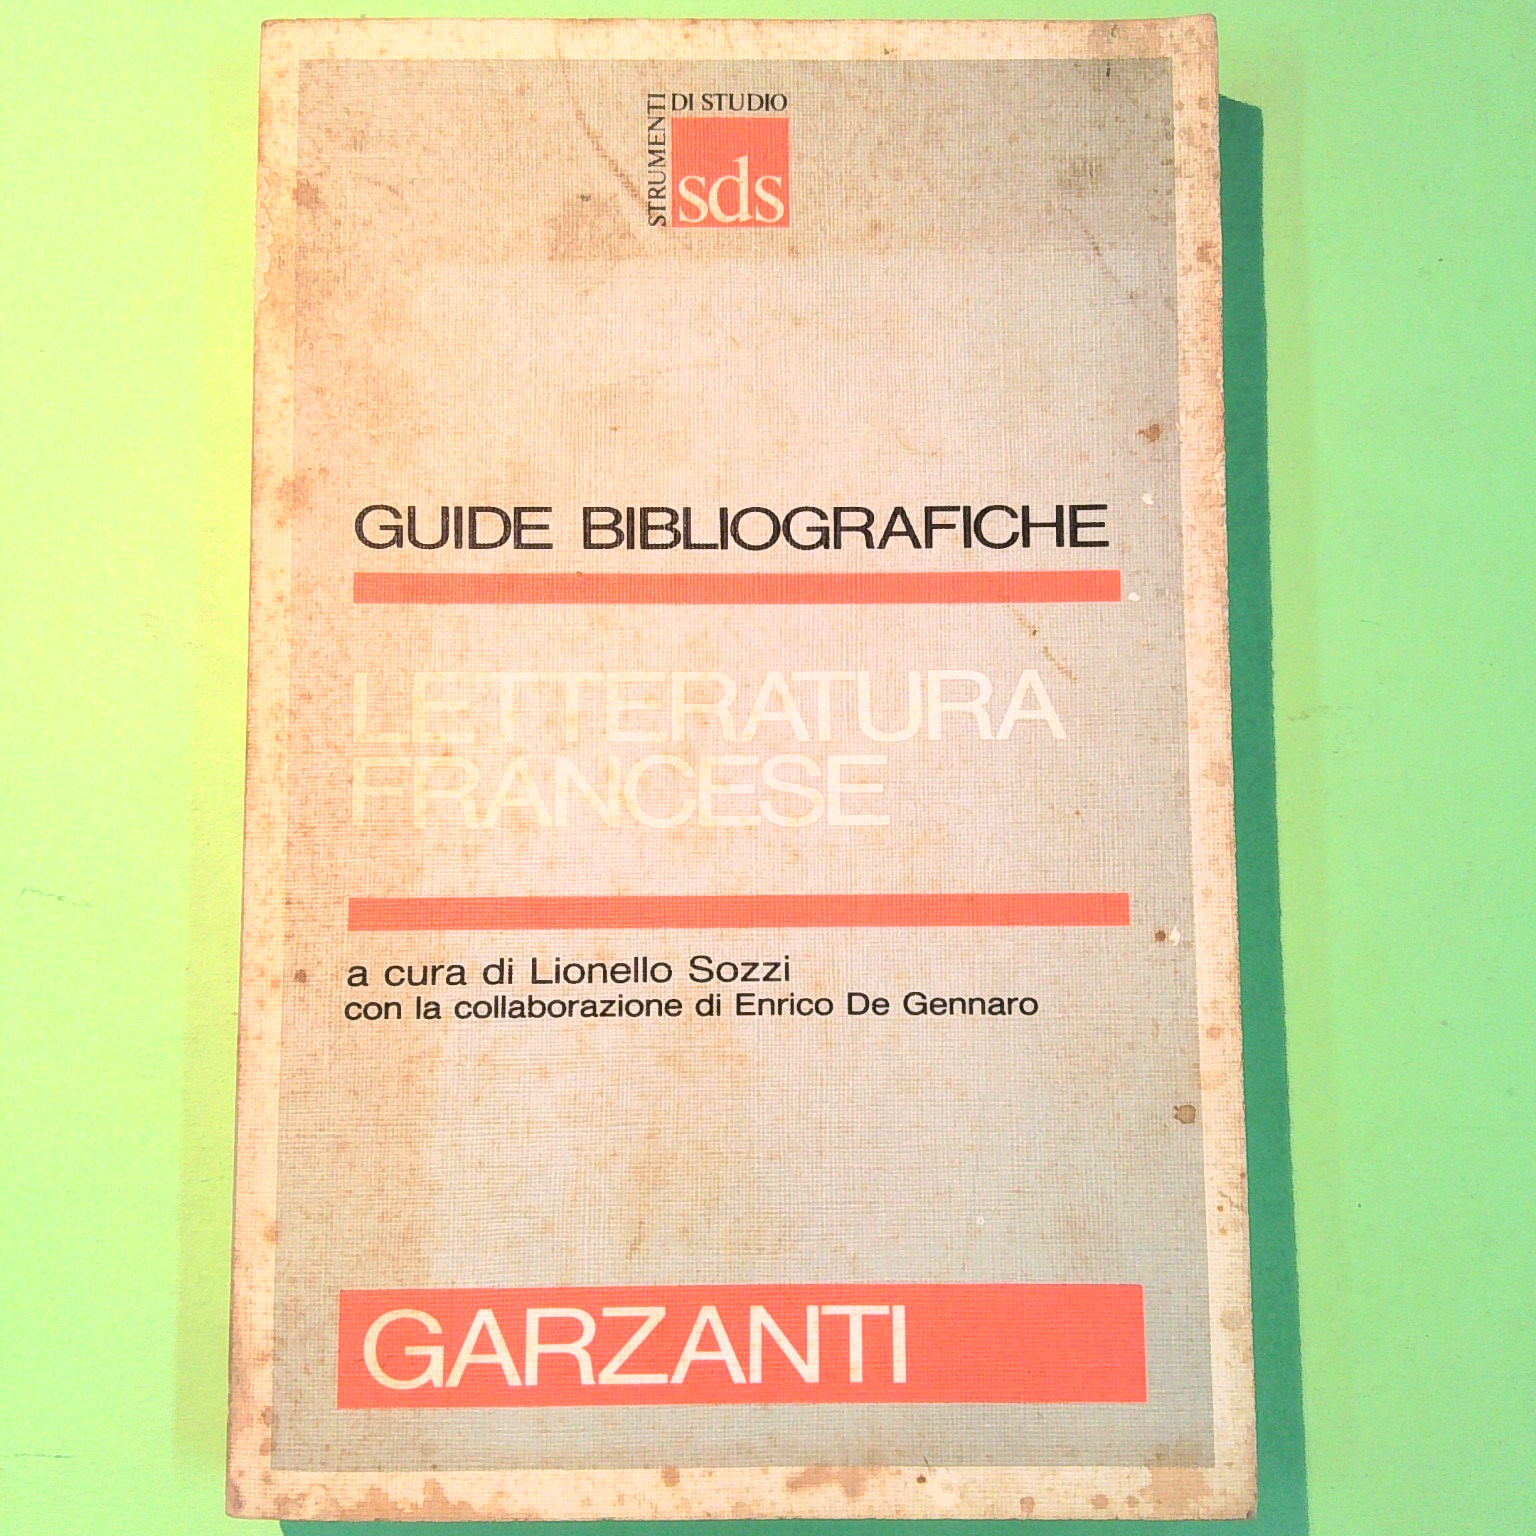 STRUMENTI
DI STUDIO
sds
GUIDE BIBLIOGRAFICHE
LETTERATURA
FRANCESE
a cura di Lionello Sozzi
con la collaborazione di Enrico De Gennaro
GARZANTI